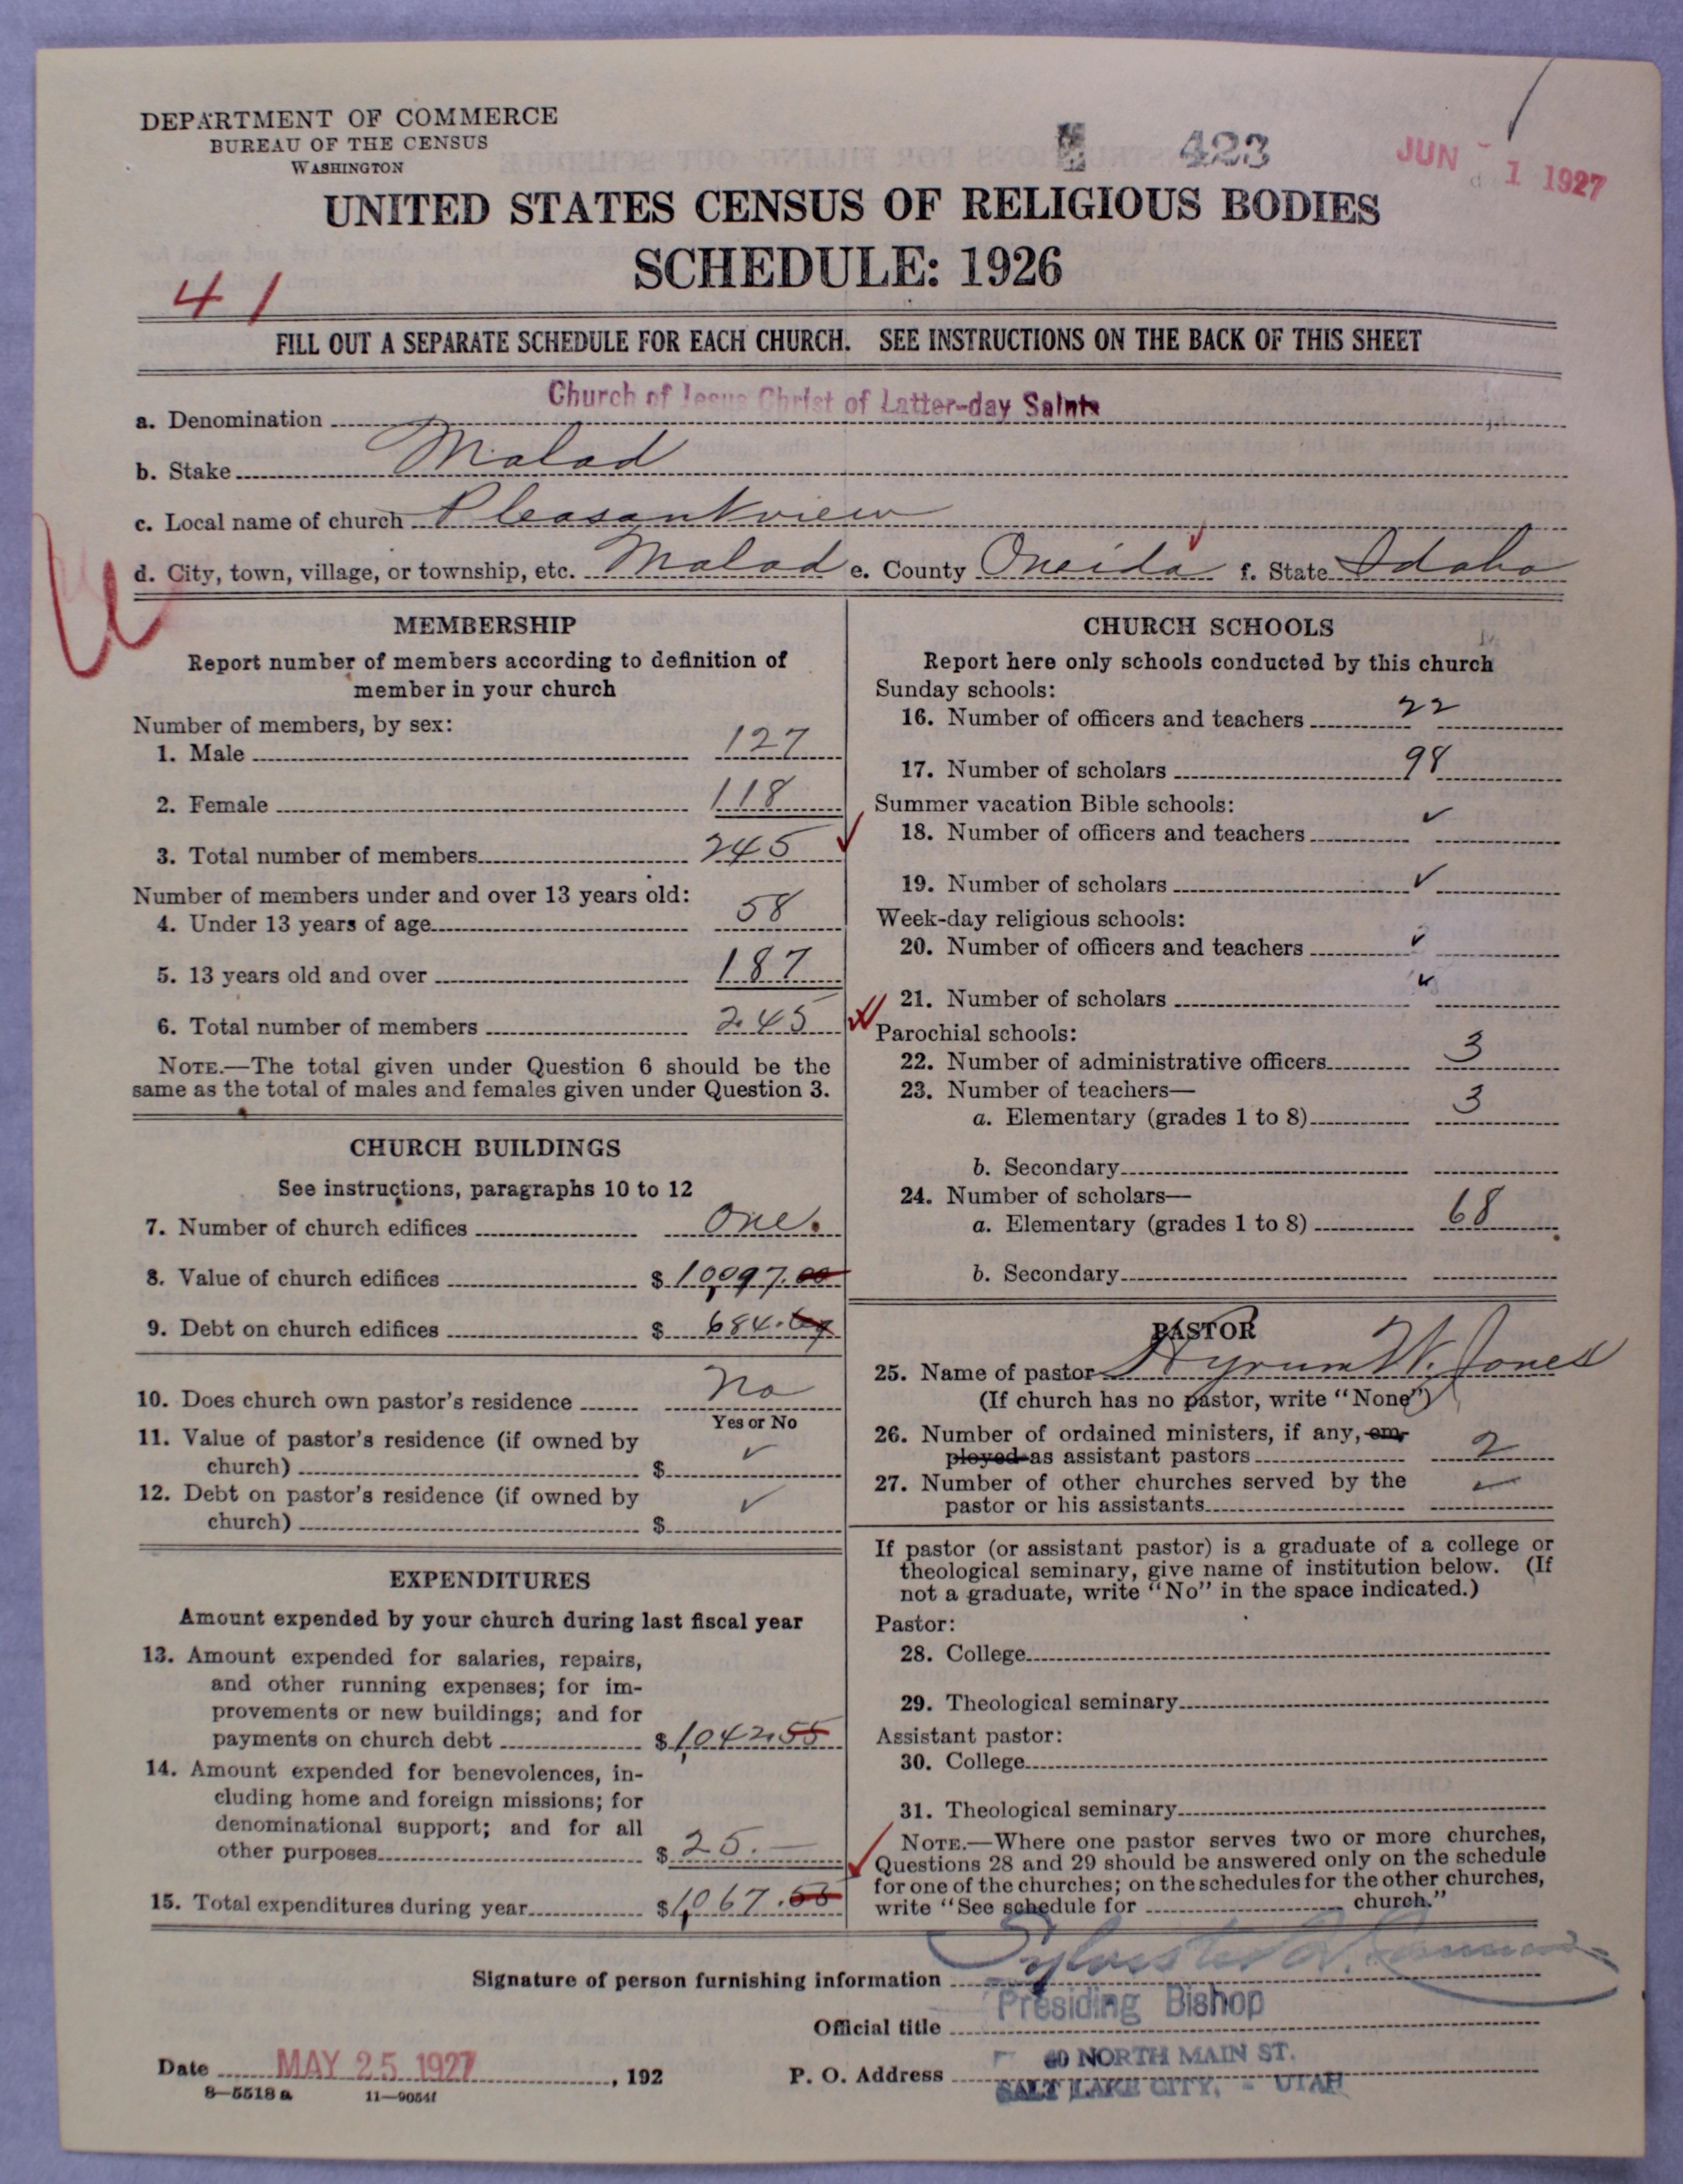 DEPARTMENT OF COMMERCE
BUREAU OF THE CENSUS
WASHINGTON
423
JUN 1 1927
UNITED STATES CENSUS OF RELIGIOUS BODIES
SCHEDULE: 1926
41
FILL OUT A SEPARATE SCHEDULE FOR EACH CHURCH. SEE INSTRUCTIONS ON THE BACK OF THIS SHEET
a. Denomination Church of Jesus Christ of Latter-day Saints
b. Stake Malad
c. Local name of church Pleasantview
d. City, town, village, or township, etc. Malad e. County Oneida f. State Idaho
MEMBERSHIP
Report number of members according to definition of
member in your church
Number of members, by sex:
1. Male 127
2. Female 118
3. Total number of members 245
Number of members under and over 13 years old:
4. Under 13 years of age 58
5. 13 years old and over 187
6. Total number of members 245
NOTE.—The total given under Question 6 should be the
same as the total of males and females given under Question 3.
CHURCH BUILDINGS
See instructions, paragraphs 10 to 12
7. Number of church edifices One.
8. Value of church edifices $10,097.00
9. Debt on church edifices $684.
10. Does church own pastor's residence no
Yes or No
11. Value of pastor's residence (if owned by
church) $ ✓
12. Debt on pastor's residence (if owned by
church) $ ✓
EXPENDITURES
Amount expended by your church during last fiscal year
13. Amount expended for salaries, repairs,
and other running expenses; for im-
provements or new buildings; and for
payments on church debt $1,042.55
14. Amount expended for benevolences, in-
cluding home and foreign missions; for
denominational support; and for all
other purposes $25.—
15. Total expenditures during year $1,067.55
CHURCH SCHOOLS
Report here only schools conducted by this church
Sunday schools:
16. Number of officers and teachers 22
17. Number of scholars 98
Summer vacation Bible schools:
18. Number of officers and teachers ✓
19. Number of scholars ✓
Week-day religious schools:
20. Number of officers and teachers ✓
21. Number of scholars ✓
Parochial schools:
22. Number of administrative officers 3
23. Number of teachers—
a. Elementary (grades 1 to 8) 3
b. Secondary
24. Number of scholars—
a. Elementary (grades 1 to 8) 68
b. Secondary
PASTOR
25. Name of pastor Hyrum W. Jones
(If church has no pastor, write "None")
26. Number of ordained ministers, if any, em-
ployed as assistant pastors 2
27. Number of other churches served by the
pastor or his assistants ✓
If pastor (or assistant pastor) is a graduate of a college or
theological seminary, give name of institution below. (If
not a graduate, write "No" in the space indicated.)
Pastor:
28. College
29. Theological seminary
Assistant pastor:
30. College
31. Theological seminary
NOTE.—Where one pastor serves two or more churches,
Questions 28 and 29 should be answered only on the schedule
for one of the churches; on the schedules for the other churches,
write "See schedule for church."
Signature of person furnishing information Sylvester Q. Cannon
Official title Presiding Bishop
Date MAY 25 1927, 192
P. O. Address 40 NORTH MAIN ST.
SALT LAKE CITY, - UTAH
8—5518 a 11—9054f